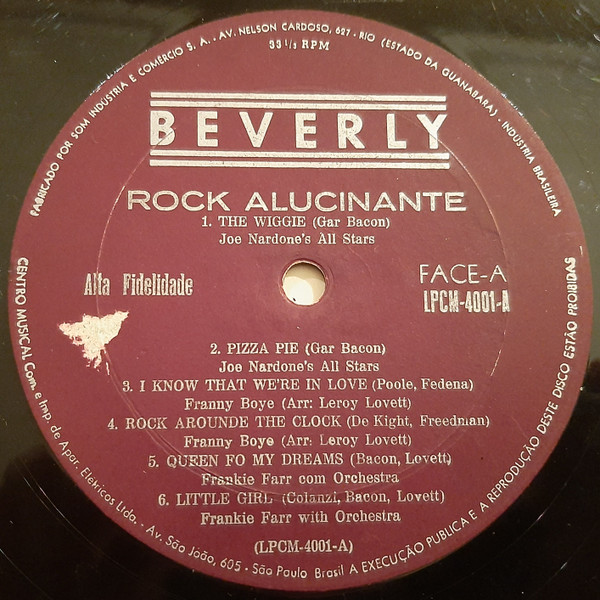 FABRICADO POR SOM INDUSTRIA E COMÉRCIO S. A. - AV. NELSON CARDOSO, 627 - RIO (ESTADO DA GUANABARA) - INDÚSTRIA BRASILEIRA
33 1/3 RPM
BEVERLY
ROCK ALUCINANTE
1. THE WIGGIE (Gar Bacon)
Joe Nardone's All Stars
Alta Fidelidade
FACE-A
LPCM-4001-A
2. PIZZA PIE (Gar Bacon)
Joe Nardone's All Stars
3. I KNOW THAT WE'RE IN LOVE (Poole, Fedena)
Franny Boye (Arr: Leroy Lovett)
4. ROCK AROUNDE THE CLOCK (De Kight, Freedman)
Franny Boye (Arr: Leroy Lovett)
5. QUEEN FO MY DREAMS (Bacon, Lovett)
Frankie Farr com Orchestra
6. LITTLE GIRL (Colanzi, Bacon, Lovett)
Frankie Farr with Orchestra
(LPCM-4001-A)
CENTRO MUSICAL Com. e Imp. de Apar. Eletricos Ltda. - Av. São João, 605 - São Paulo Brasil A EXECUÇÃO PUBLICA E A REPRODUÇÃO DESTE DISCO ESTÃO PROIBIDAS